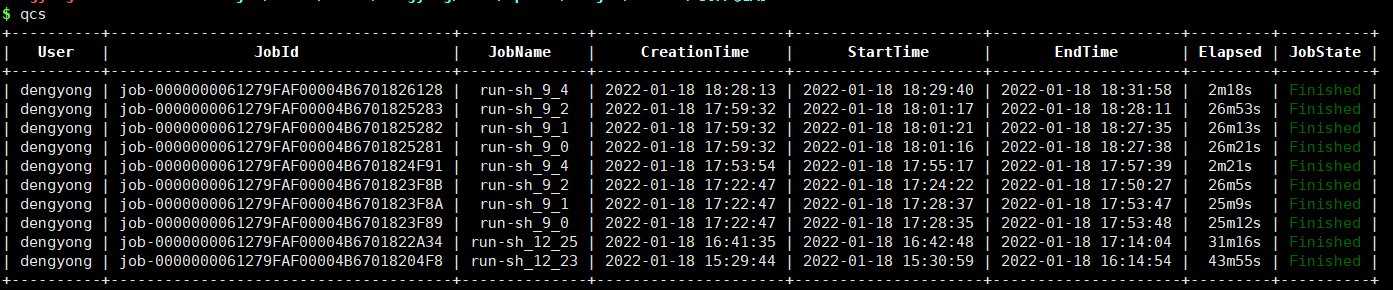 $ qcs
+----------+------------------------------------+--------------+---------------------+---------------------+---------------------+---------+----------+
| User | JobId | JobName | CreationTime | StartTime | EndTime | Elapsed | JobState |
+----------+------------------------------------+--------------+---------------------+---------------------+---------------------+---------+----------+
| dengyong | job-0000000061279FAF00004B6701826128 | run-sh_9_4 | 2022-01-18 18:28:13 | 2022-01-18 18:29:40 | 2022-01-18 18:31:58 | 2m18s | Finished |
| dengyong | job-0000000061279FAF00004B6701825283 | run-sh_9_2 | 2022-01-18 17:59:32 | 2022-01-18 18:01:17 | 2022-01-18 18:28:11 | 26m53s | Finished |
| dengyong | job-0000000061279FAF00004B6701825282 | run-sh_9_1 | 2022-01-18 17:59:32 | 2022-01-18 18:01:21 | 2022-01-18 18:27:35 | 26m13s | Finished |
| dengyong | job-0000000061279FAF00004B6701825281 | run-sh_9_0 | 2022-01-18 17:59:32 | 2022-01-18 18:01:16 | 2022-01-18 18:27:38 | 26m21s | Finished |
| dengyong | job-0000000061279FAF00004B6701824F91 | run-sh_9_4 | 2022-01-18 17:53:54 | 2022-01-18 17:55:17 | 2022-01-18 17:57:39 | 2m21s | Finished |
| dengyong | job-0000000061279FAF00004B6701823F8B | run-sh_9_2 | 2022-01-18 17:22:47 | 2022-01-18 17:24:22 | 2022-01-18 17:50:27 | 26m5s | Finished |
| dengyong | job-0000000061279FAF00004B6701823F8A | run-sh_9_1 | 2022-01-18 17:22:47 | 2022-01-18 17:28:37 | 2022-01-18 17:53:47 | 25m9s | Finished |
| dengyong | job-0000000061279FAF00004B6701823F89 | run-sh_9_0 | 2022-01-18 17:22:47 | 2022-01-18 17:28:35 | 2022-01-18 17:53:48 | 25m12s | Finished |
| dengyong | job-0000000061279FAF00004B6701822A34 | run-sh_12_25 | 2022-01-18 16:41:35 | 2022-01-18 16:42:48 | 2022-01-18 17:14:04 | 31m16s | Finished |
| dengyong | job-0000000061279FAF00004B67018204F8 | run-sh_12_23 | 2022-01-18 15:29:44 | 2022-01-18 15:30:59 | 2022-01-18 16:14:54 | 43m55s | Finished |
+----------+------------------------------------+--------------+---------------------+---------------------+---------------------+---------+----------+